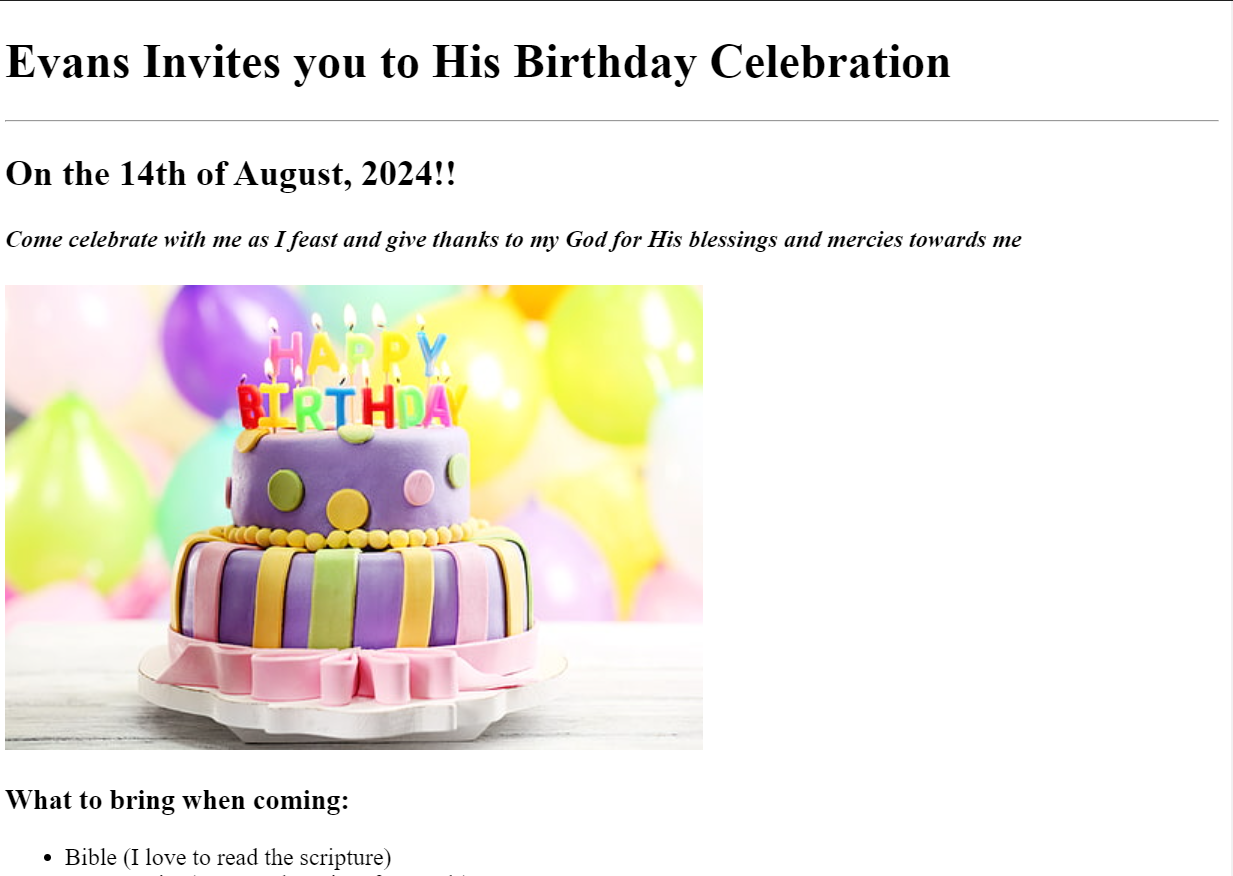 Evans Invites you to His Birthday Celebration
On the 14th of August, 2024!!
Come celebrate with me as I feast and give thanks to my God for His blessings and mercies towards me
HAPPY
BIRTHDAY
What to bring when coming:
• Bible (I love to read the scripture)